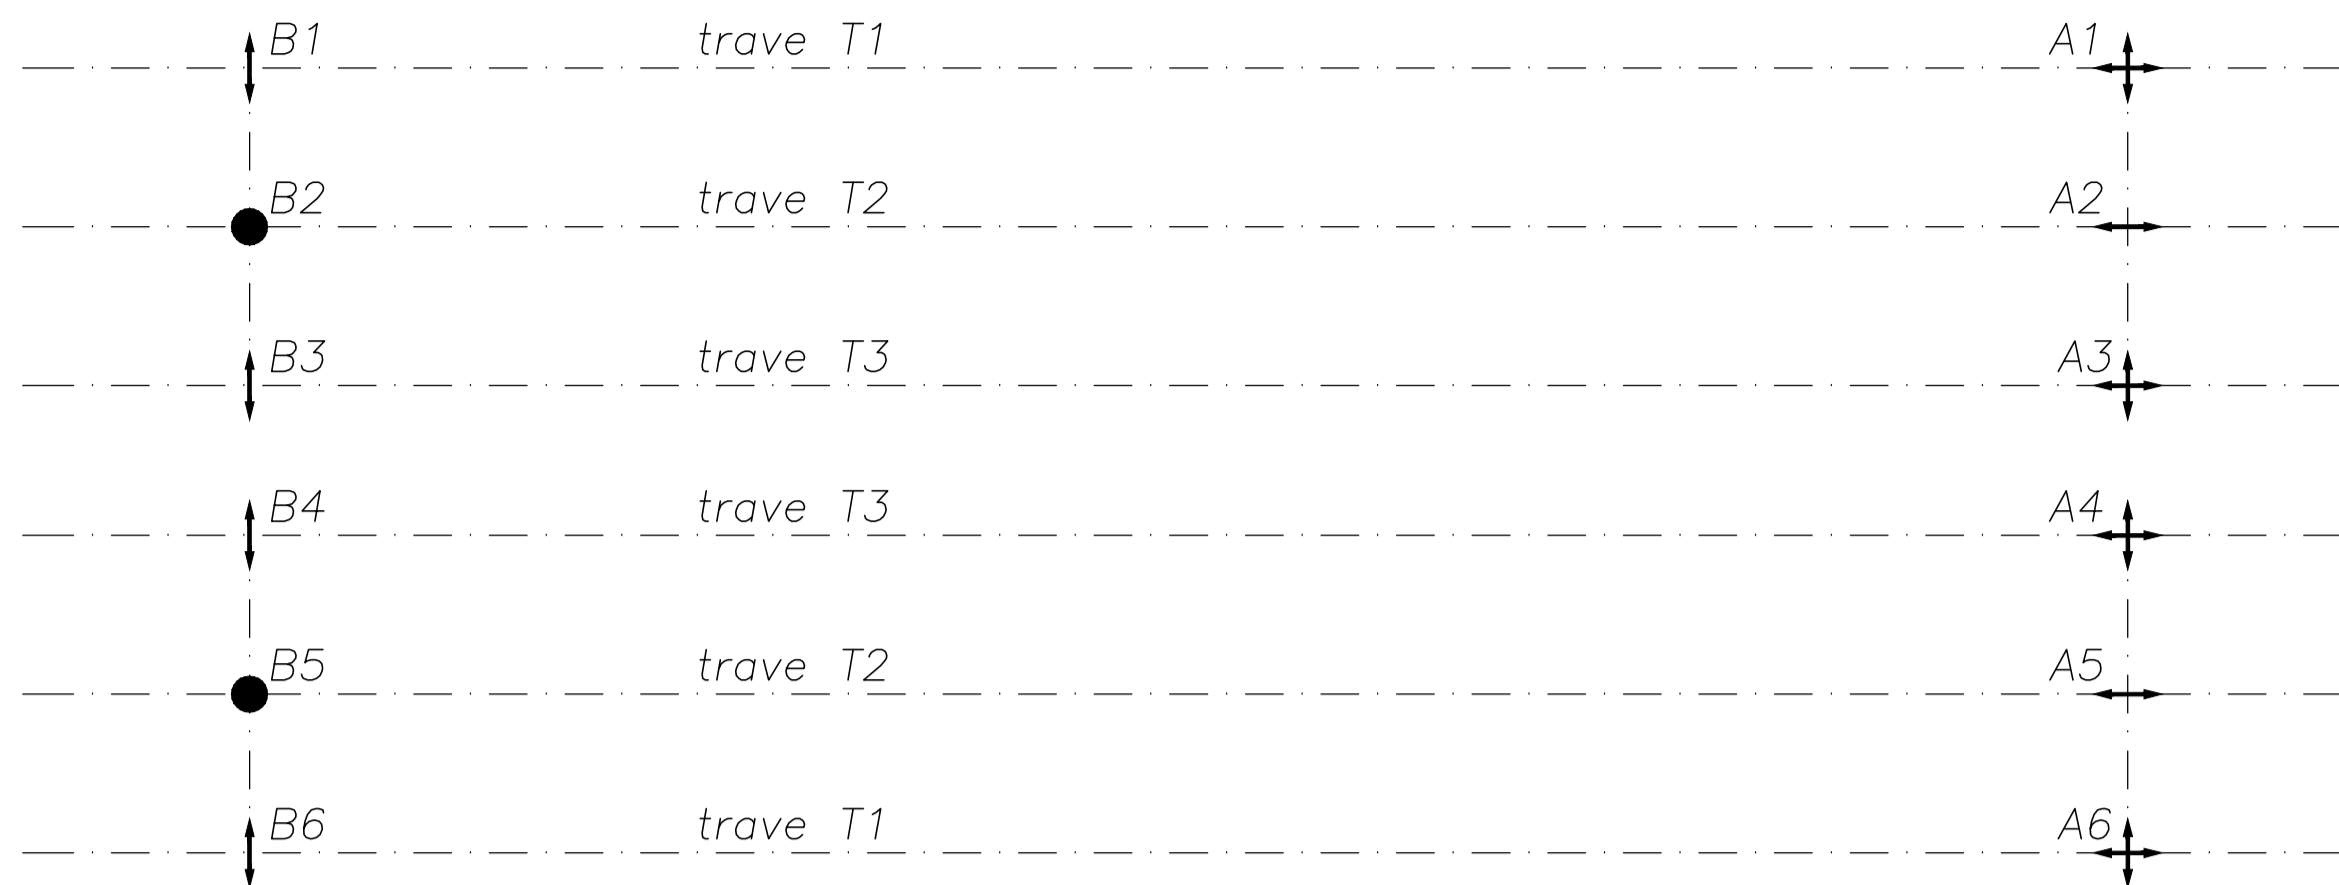 B1 trave T1 A1
B2 trave T2 A2
B3 trave T3 A3
B4 trave T3 A4
B5 trave T2 A5
B6 trave T1 A6